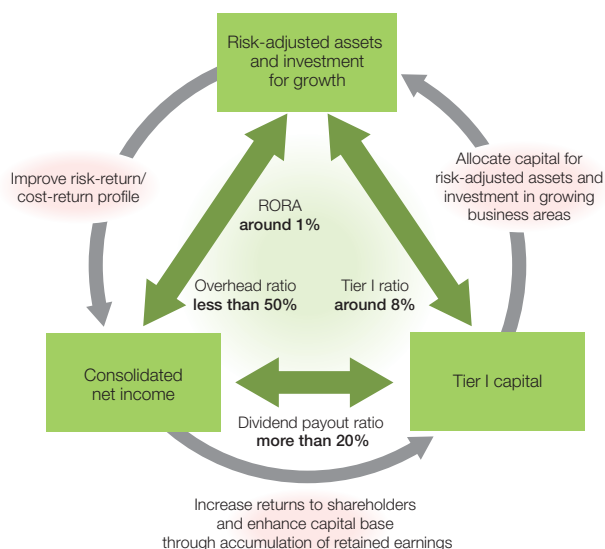 Risk-adjusted assets
and investment
for growth
Improve risk-return/
cost-return profile
Allocate capital for
risk-adjusted assets and
investment in growing
business areas
RORA
around 1%
Overhead ratio
less than 50%
Tier I ratio
around 8%
Consolidated
net income
Tier I capital
Dividend payout ratio
more than 20%
Increase returns to shareholders
and enhance capital base
through accumulation of retained earnings